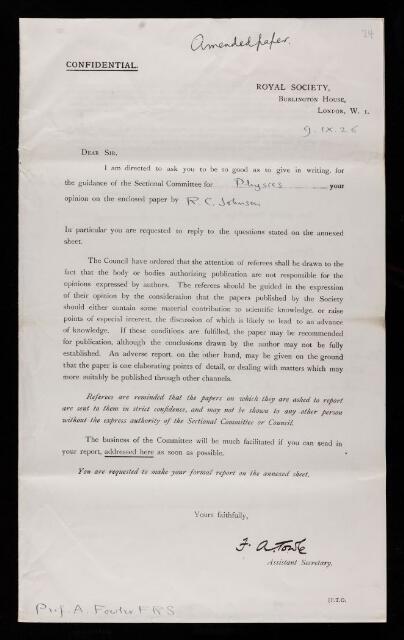 Amended paper.
24
CONFIDENTIAL.
ROYAL SOCIETY,
BURLINGTON HOUSE,
LONDON, W. 1.
9. IX. 26
DEAR SIR,
I am directed to ask you to be so good as to give in writing, for
the guidance of the Sectional Committee for Physics your
opinion on the enclosed paper by R. C. Johnson
In particular you are requested to reply to the questions stated on the annexed
sheet.
The Council have ordered that the attention of referees shall be drawn to the
fact that the body or bodies authorizing publication are not responsible for the
opinions expressed by authors. The referees should be guided in the expression
of their opinion by the consideration that the papers published by the Society
should either contain some material contribution to scientific knowledge, or raise
points of especial interest, the discussion of which is likely to lead to an advance
of knowledge. If these conditions are fulfilled, the paper may be recommended
for publication, although the conclusions drawn by the author may not be fully
established. An adverse report, on the other hand, may be given on the ground
that the paper is one elaborating points of detail, or dealing with matters which may
more suitably be published through other channels.
Referees are reminded that the papers on which they are asked to report
are sent to them in strict confidence, and may not be shown to any other person
without the express authority of the Sectional Committee or Council.
The business of the Committee will be much facilitated if you can send in
your report, addressed here as soon as possible.
You are requested to make your formal report on the annexed sheet.
Yours faithfully,
F. A. Towle
Assistant Secretary.
[P.T.O.
Prof. A. Fowler FRS